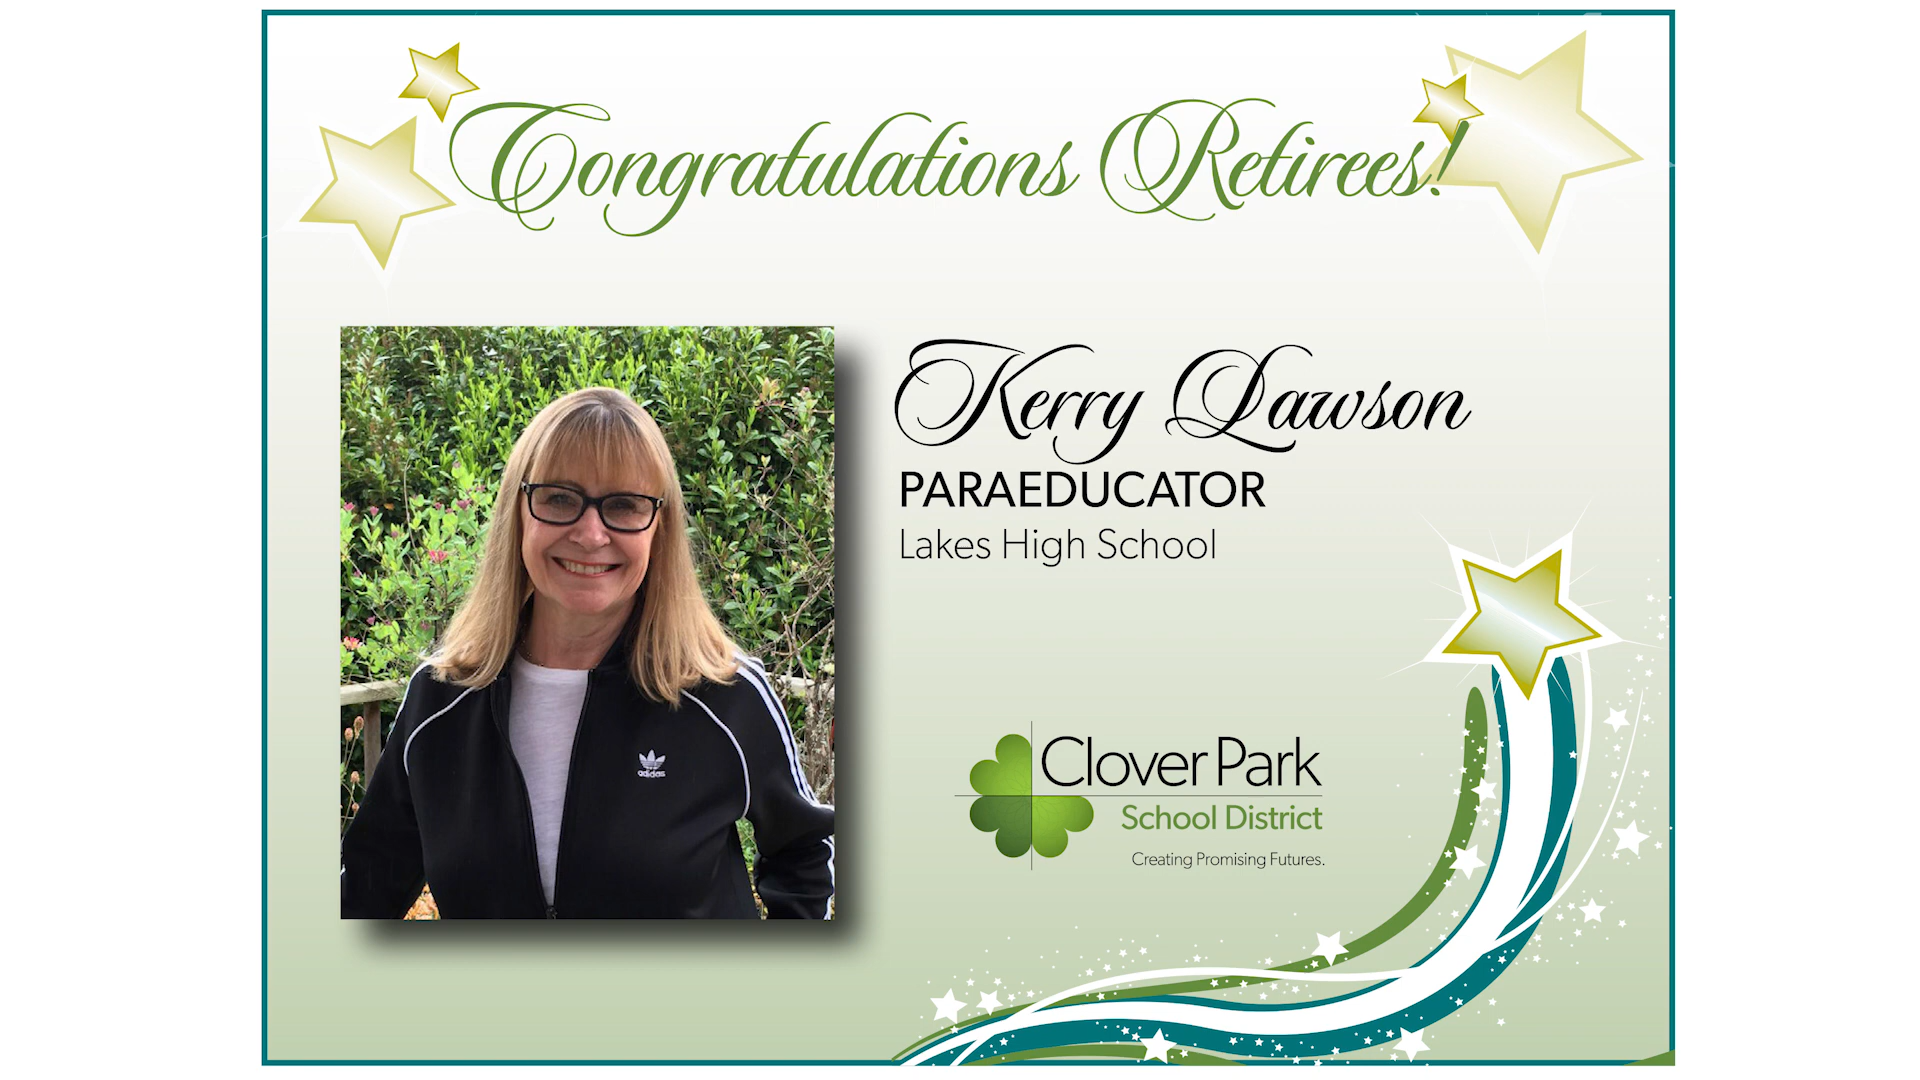 Congratulations Retirees!
Kerry Lawson
PARAEDUCATOR
Lakes High School
adidas
Clover Park
School District
Creating Promising Futures.